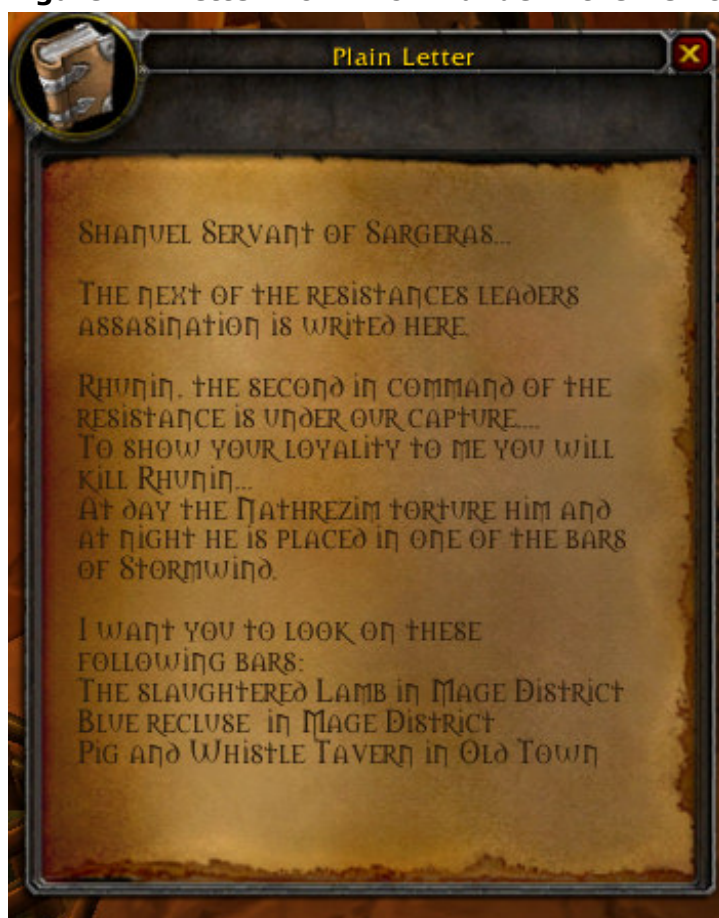 Plain Letter
Shanuel Servant of Sargeras...
The next of the resistances leaders
assasination is writed here.
Rhunin, the second in command of the
resistance is under our capture....
To show your loyality to me you will
kill Rhunin...
At day the Nathrezim torture him and
at night he is placed in one of the bars
of Stormwind.
I want you to look on these
following bars:
The slaughtered Lamb in Mage District
Blue recluse in Mage District
Pig and Whistle Tavern in Old Town